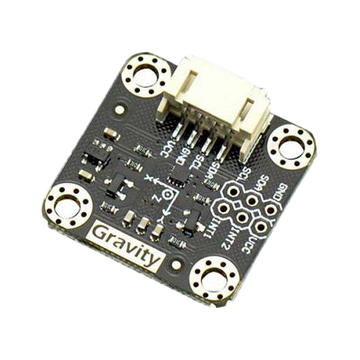 VCC
GND
SCL
SDA
SCL
SDA
GND
INT1
INT2
VCC
Gravity